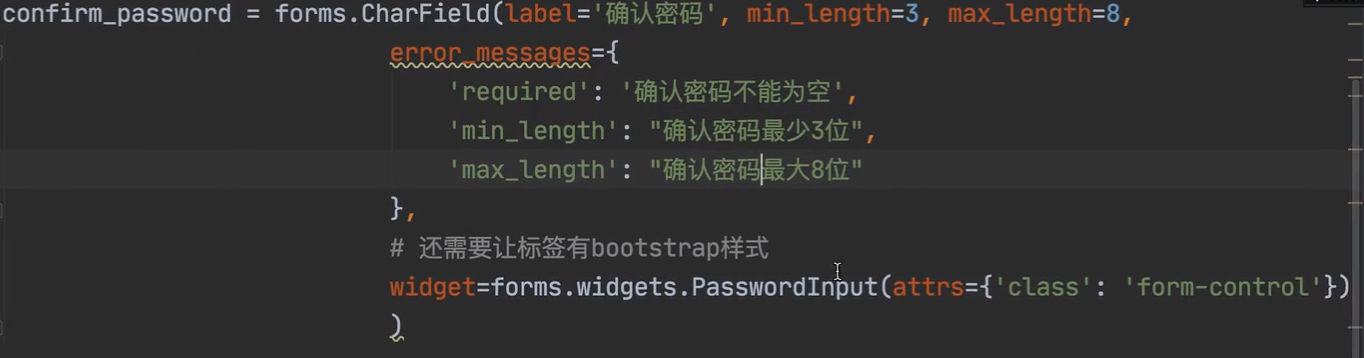 confirm_password = forms.CharField(label='确认密码', min_length=3, max_length=8,
error_messages={
'required': '确认密码不能为空',
'min_length': "确认密码最少3位",
'max_length': "确认密码最大8位"
},
# 还需要让标签有bootstrap样式
widget=forms.widgets.PasswordInput(attrs={'class': 'form-control'})
)